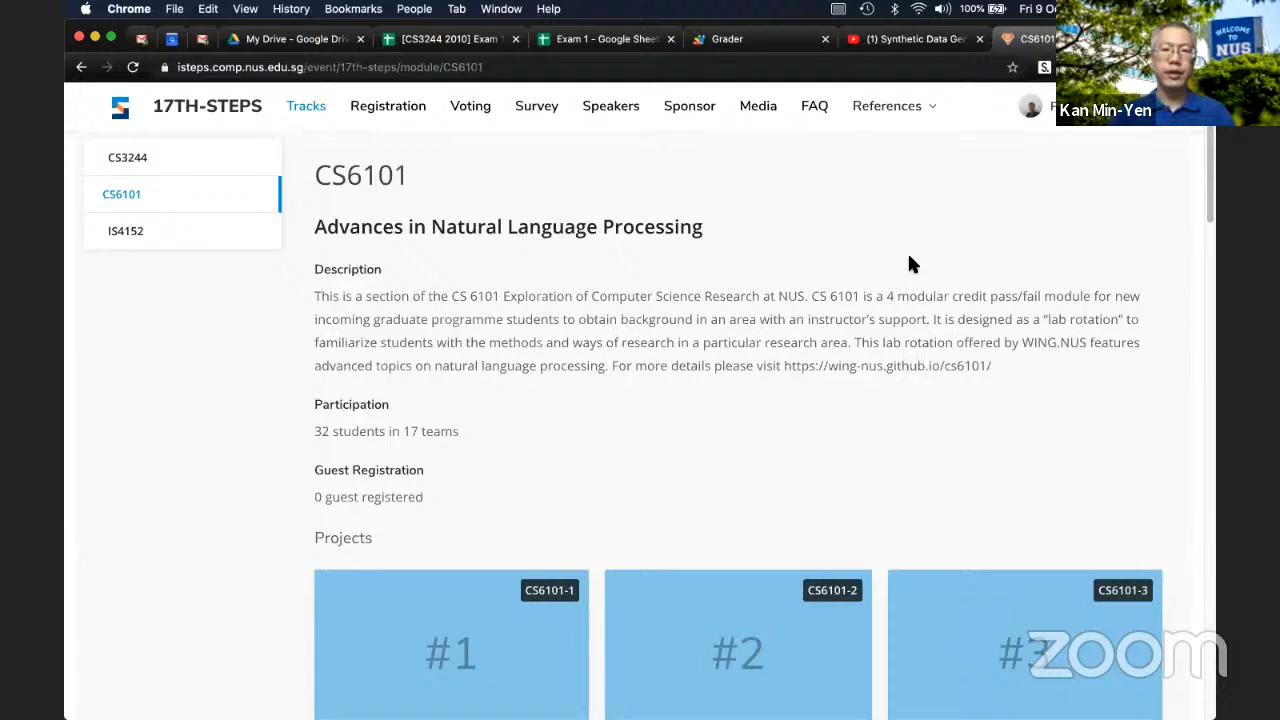 Chrome File Edit View History Bookmarks People Tab Window Help 100% Fri 9 Oc
My Drive - Google Driv [CS3244 2010] Exam 1 Exam 1 - Google Sheet Grader (1) Synthetic Data Ger CS6101
isteps.comp.nus.edu.sg/event/17th-steps/module/CS6101
WELCOME TO NUS
Kan Min-Yen
17TH-STEPS Tracks Registration Voting Survey Speakers Sponsor Media FAQ References
CS3244
CS6101
IS4152
CS6101
Advances in Natural Language Processing
Description
This is a section of the CS 6101 Exploration of Computer Science Research at NUS. CS 6101 is a 4 modular credit pass/fail module for new
incoming graduate programme students to obtain background in an area with an instructor's support. It is designed as a “lab rotation” to
familiarize students with the methods and ways of research in a particular research area. This lab rotation offered by WING.NUS features
advanced topics on natural language processing. For more details please visit https://wing-nus.github.io/cs6101/
Participation
32 students in 17 teams
Guest Registration
0 guest registered
Projects
CS6101-1 CS6101-2 CS6101-3
#1 #2 #3
zoom